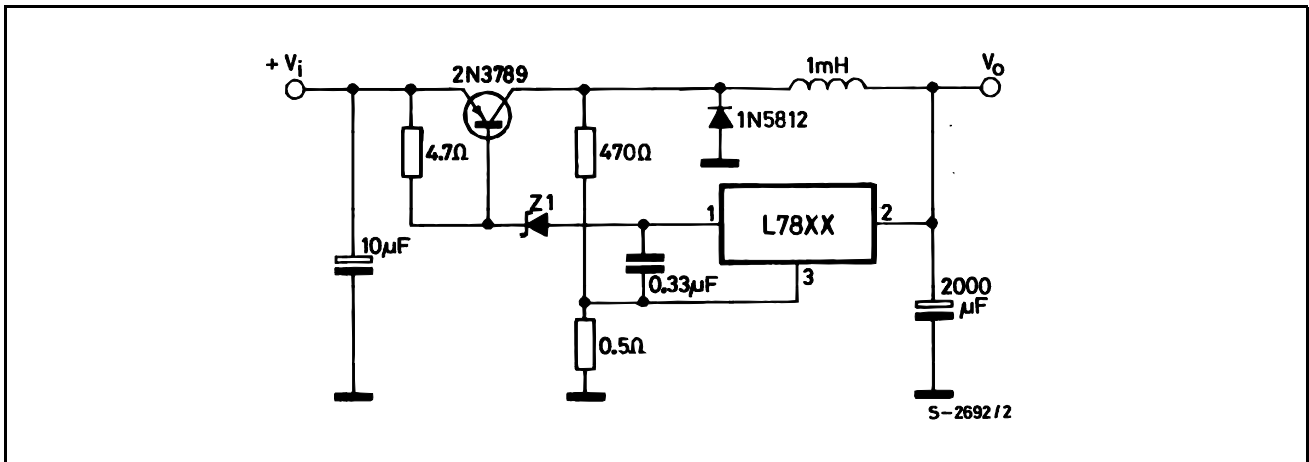 + Vi
2N3789
1mH
Vo
4.7Ω
470Ω
1N5812
Z1
1
L78XX
2
10µF
0.33µF
3
2000
µF
0.5Ω
S-2692/2